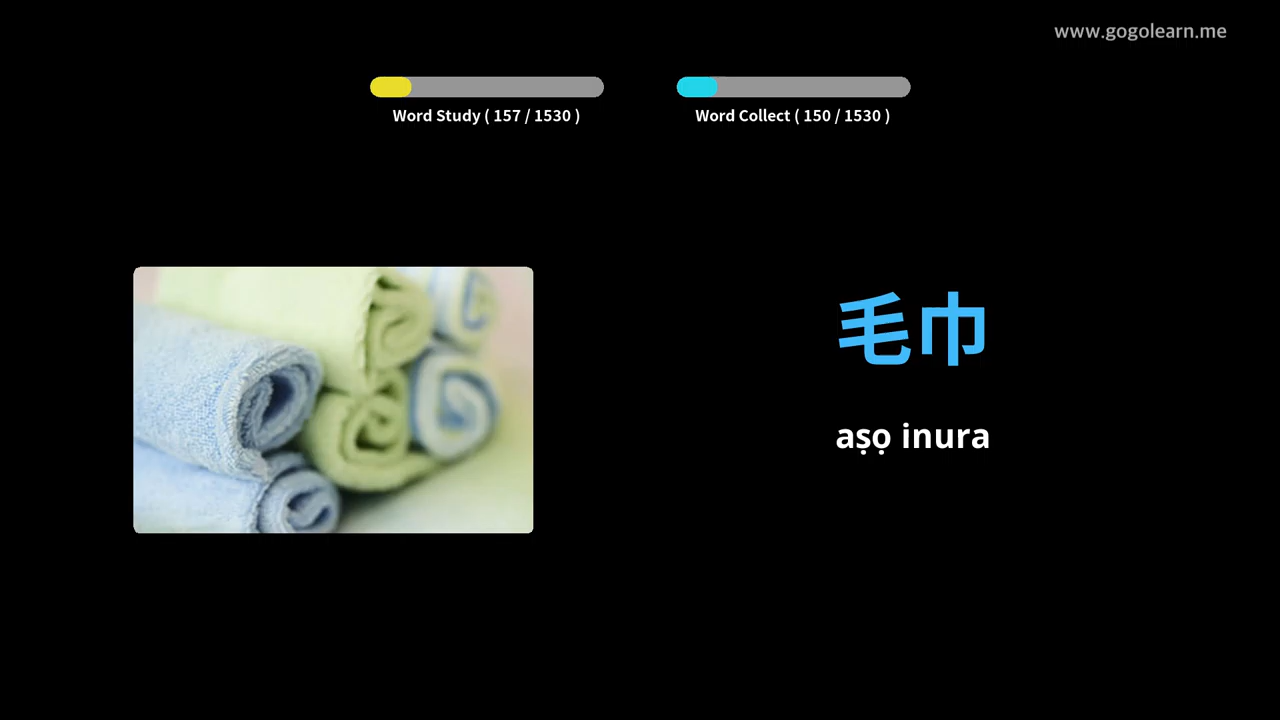 www.gogolearn.me
Word Study ( 157 / 1530 )
Word Collect ( 150 / 1530 )
毛巾
aṣọ inura